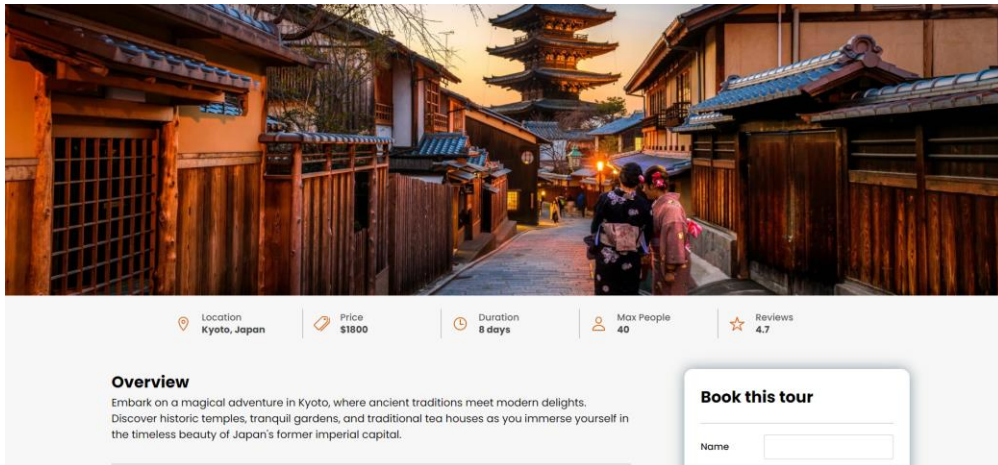 Location
Kyoto, Japan
Price
$1800
Duration
8 days
Max People
40
Reviews
4.7
Overview
Embark on a magical adventure in Kyoto, where ancient traditions meet modern delights.
Discover historic temples, tranquil gardens, and traditional tea houses as you immerse yourself in
the timeless beauty of Japan's former imperial capital.
Book this tour
Name